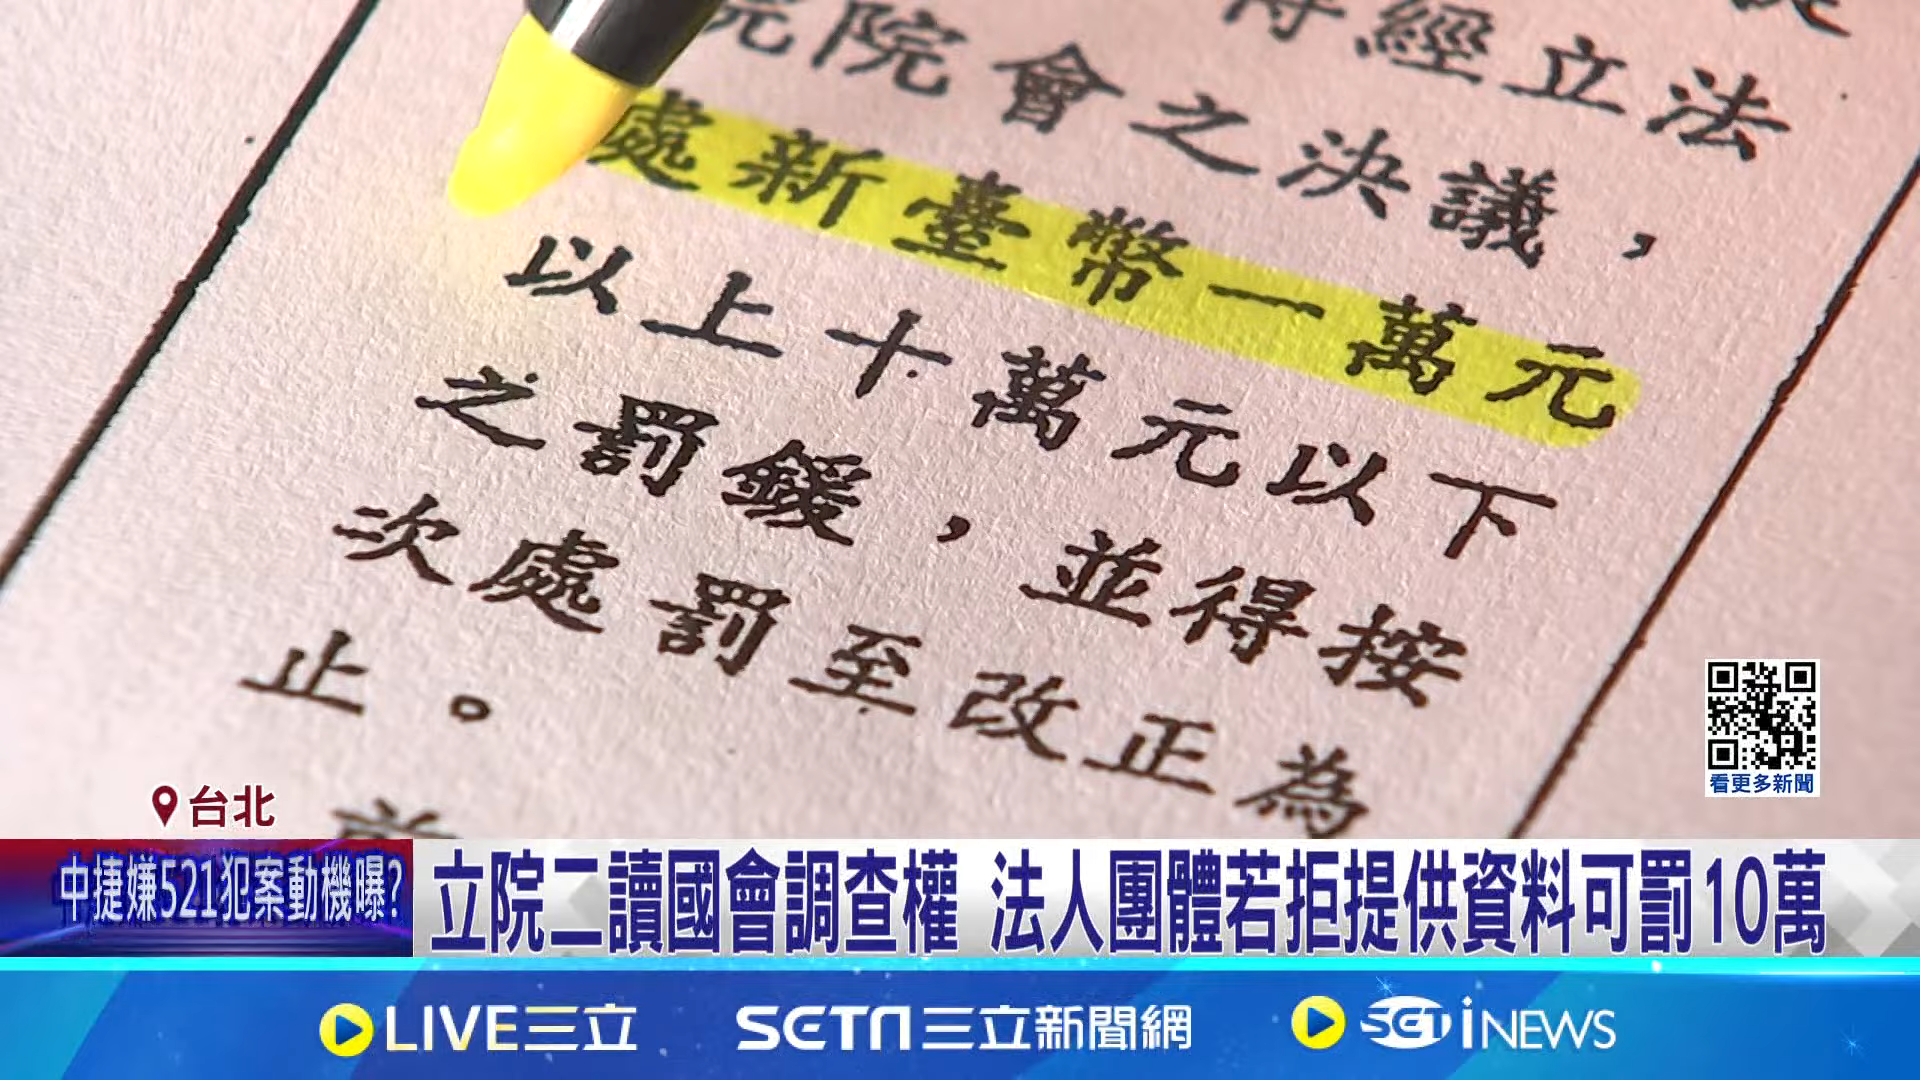 得經立法
院院會之決議，
處新臺幣一萬元
以上十萬元以下
之罰鍰，並得按
次處罰至改正為
止。
台北
看更多新聞
中捷嫌521犯案動機曝?
立院二讀國會調查權 法人團體若拒提供資料可罰10萬
LIVE三立
SETN三立新聞網
SET iNEWS